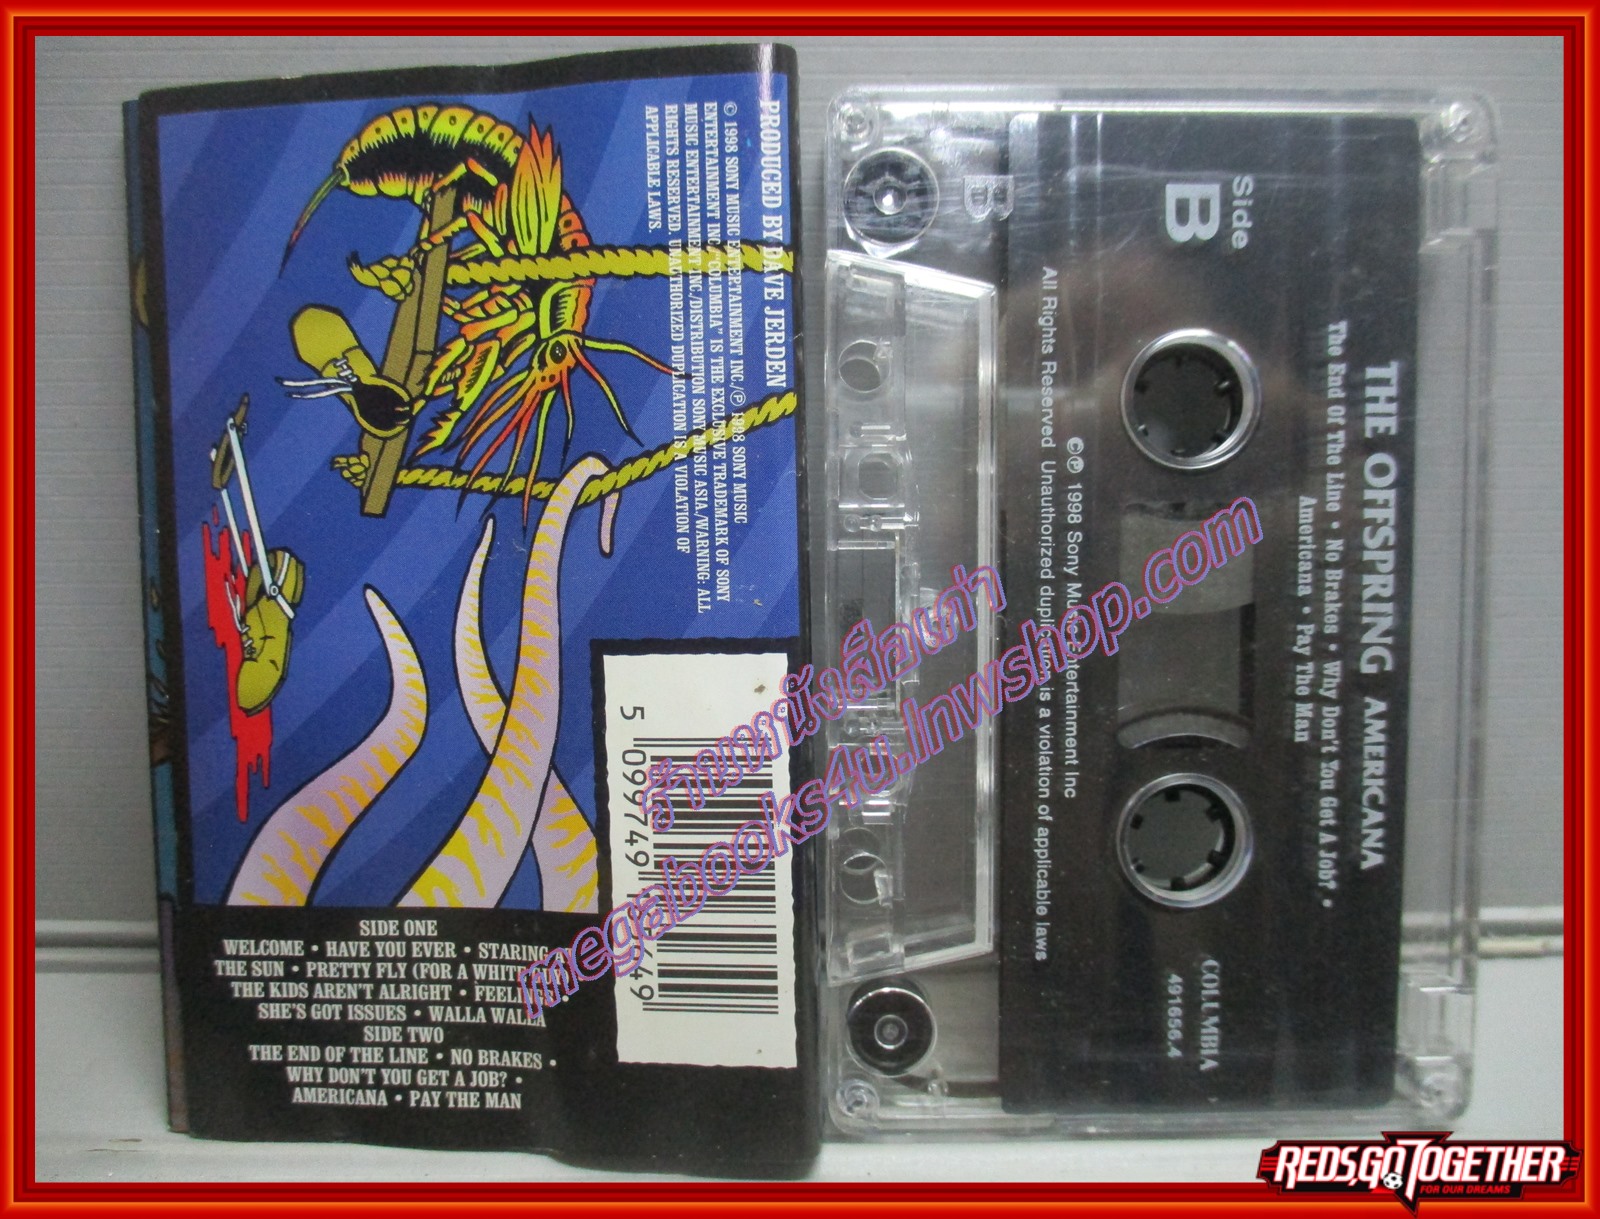 PRODUCED BY DAVE JERDEN
© 1998 SONY MUSIC ENTERTAINMENT INC./℗ 1998 SONY MUSIC
ENTERTAINMENT INC./"COLUMBIA" IS THE EXCLUSIVE TRADEMARK OF SONY
MUSIC ENTERTAINMENT INC./DISTRIBUTION SONY MUSIC ASIA./WARNING: ALL
RIGHTS RESERVED. UNAUTHORIZED DUPLICATION IS A VIOLATION OF
APPLICABLE LAWS.
5 099749
SIDE ONE
WELCOME • HAVE YOU EVER • STARING AT
THE SUN • PRETTY FLY (FOR A WHITE GUY)
THE KIDS AREN'T ALRIGHT • FEELINGS •
SHE'S GOT ISSUES • WALLA WALLA
SIDE TWO
THE END OF THE LINE • NO BRAKES •
WHY DON'T YOU GET A JOB? •
AMERICANA • PAY THE MAN
B
Side
B
THE OFFSPRING AMERICANA
The End Of The Line • No Brakes • Why Don't You Get A Job? •
Americana • Pay The Man
©℗ 1998 Sony Music Entertainment Inc
All Rights Reserved Unauthorized duplication is a violation of applicable laws
COLUMBIA
491656.4
ร้านหนังสือเก่า
megabooks4u.lnwshop.com
REDS,GO TOGETHER
FOR OUR DREAMS